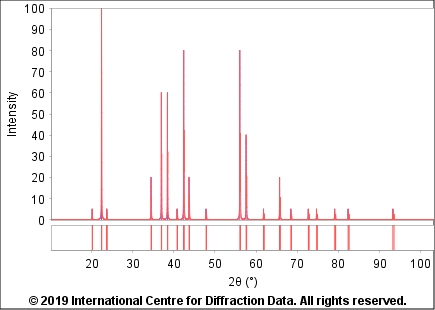 100
90
80
70
60
50
40
30
20
10
0
Intensity
20 30 40 50 60 70 80 90 100
2θ (°)
© 2019 International Centre for Diffraction Data. All rights reserved.